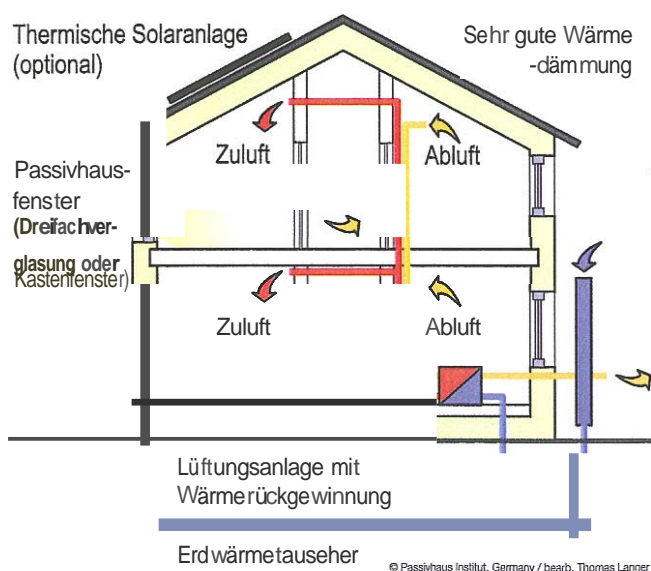 Thermische Solaranlage
(optional)
Sehr gute Wärme
-dämmung
Zuluft
Abluft
Passivhaus-
fenster
(Dreifachver-
glasung oder
Kastenfenster)
Zuluft
Abluft
Lüftungsanlage mit
Wärmerückgewinnung
Erdwärmetauseher
© Passivhaus Institut, Germany / bearb. Thomas Langer